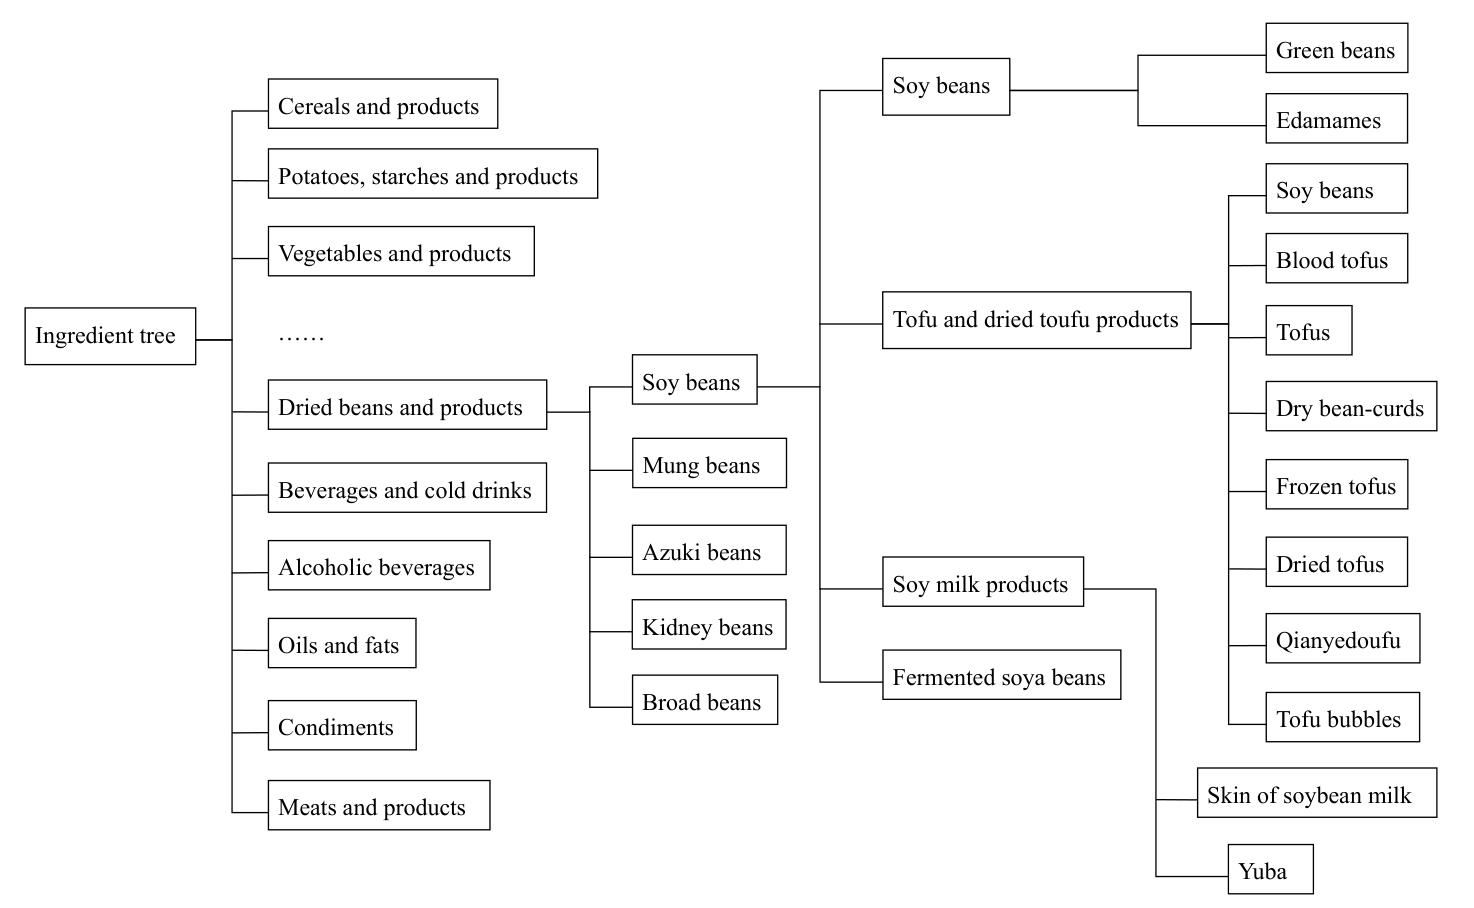 Ingredient tree
Cereals and products
Potatoes, starches and products
Vegetables and products
......
Dried beans and products
Beverages and cold drinks
Alcoholic beverages
Oils and fats
Condiments
Meats and products
Soy beans
Mung beans
Azuki beans
Kidney beans
Broad beans
Soy beans
Tofu and dried toufu products
Soy milk products
Fermented soya beans
Green beans
Edamames
Soy beans
Blood tofus
Tofus
Dry bean-curds
Frozen tofus
Dried tofus
Qianyedoufu
Tofu bubbles
Skin of soybean milk
Yuba